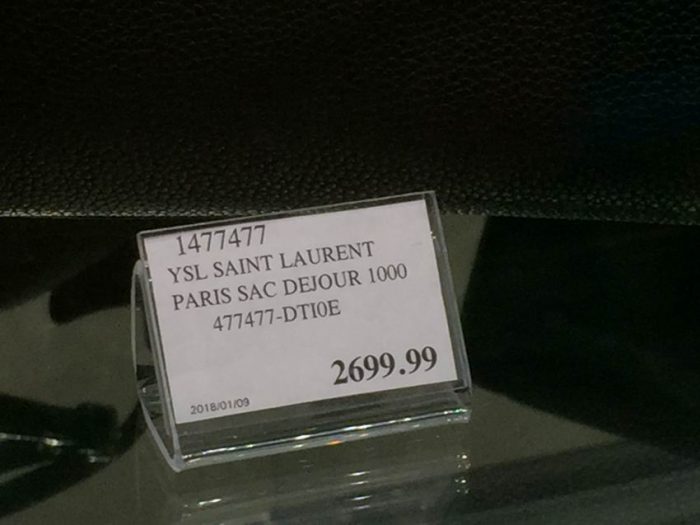 1477477
YSL SAINT LAURENT
PARIS SAC DEJOUR 1000
477477-DTI0E
2699.99
2018/01/09